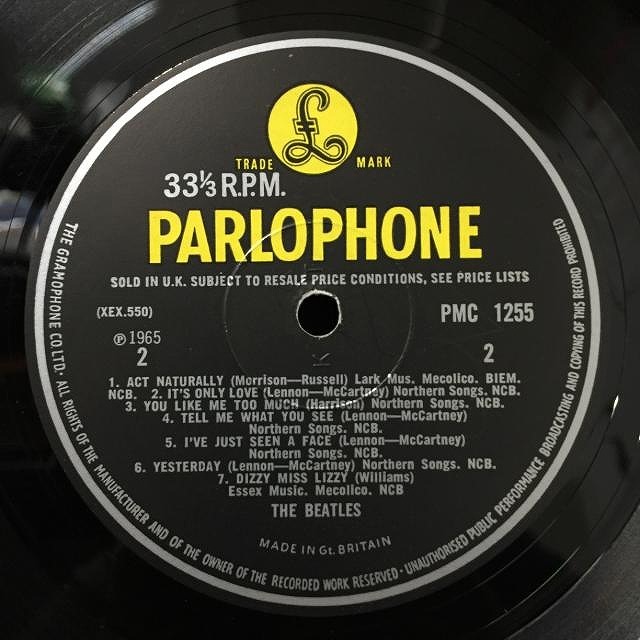 TRADE MARK
33⅓ R.P.M.
PARLOPHONE
SOLD IN U.K. SUBJECT TO RESALE PRICE CONDITIONS, SEE PRICE LISTS
(XEX.550)
PMC 1255
℗1965
2
2
1. ACT NATURALLY (Morrison—Russell) Lark Mus. Mecolico. BIEM.
NCB. 2. IT'S ONLY LOVE (Lennon—McCartney) Northern Songs. NCB.
3. YOU LIKE ME TOO MUCH (Harrison) Northern Songs. NCB.
4. TELL ME WHAT YOU SEE (Lennon—McCartney)
Northern Songs. NCB.
5. I'VE JUST SEEN A FACE (Lennon—McCartney)
Northern Songs. NCB.
6. YESTERDAY (Lennon—McCartney) Northern Songs. NCB.
7. DIZZY MISS LIZZY (Williams)
Essex Music. Mecolico. NCB
THE BEATLES
MADE IN Gt. BRITAIN
THE GRAMOPHONE CO. LTD. ALL RIGHTS OF THE MANUFACTURER AND OF THE OWNER OF THE RECORDED WORK RESERVED · UNAUTHORISED PUBLIC PERFORMANCE BROADCASTING AND COPYING OF THIS RECORD PROHIBITED